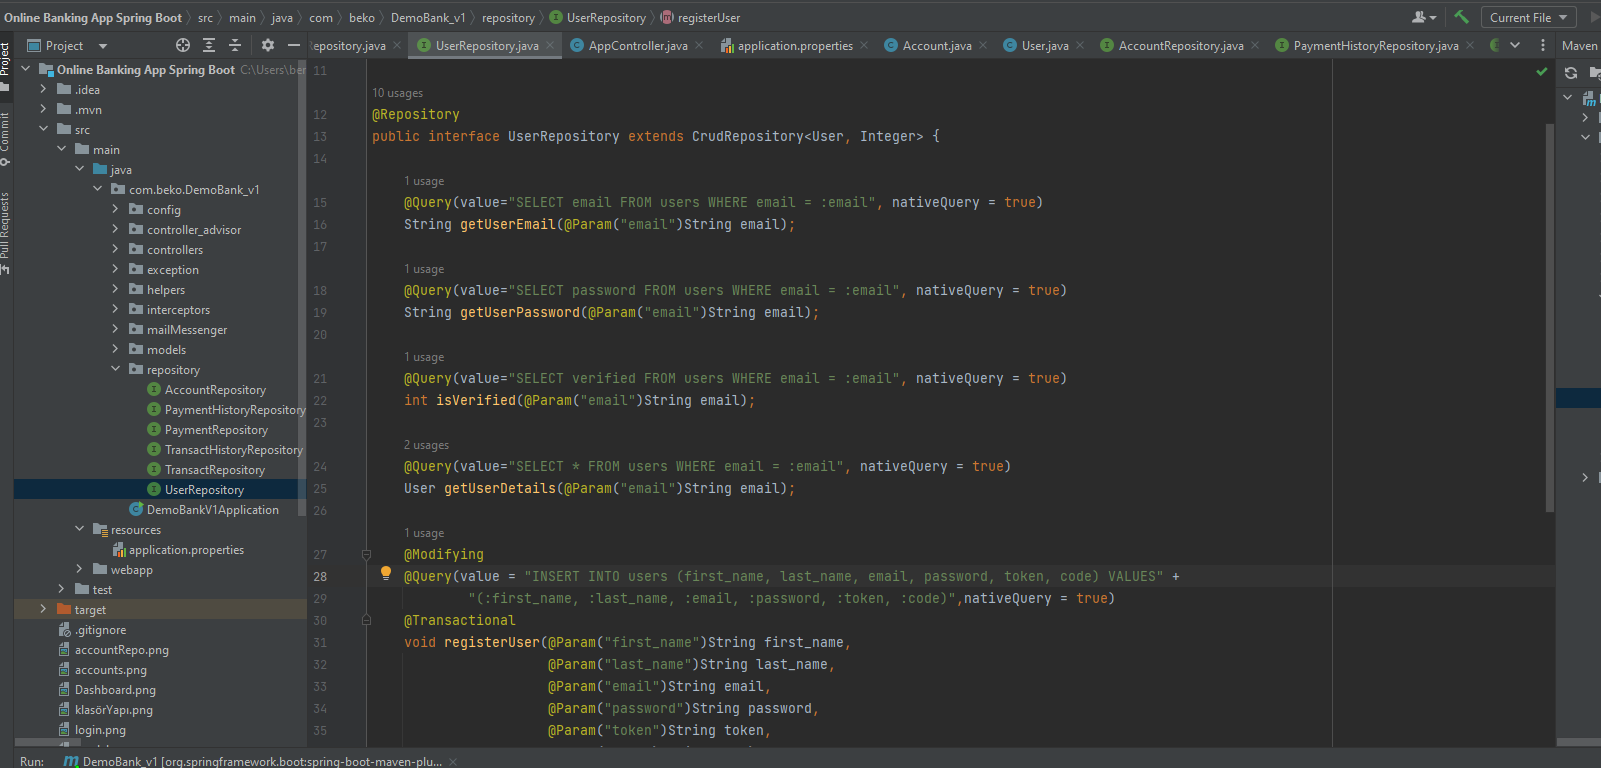 Online Banking App Spring Boot src main java com beko DemoBank_v1 repository UserRepository registerUser
Current File
Project
epository.java UserRepository.java AppController.java application.properties Account.java User.java AccountRepository.java PaymentHistoryRepository.java
Maven
Project
Commit
Pull Requests
Online Banking App Spring Boot C:\Users\ber
.idea
.mvn
src
main
java
com.beko.DemoBank_v1
config
controller_advisor
controllers
exception
helpers
interceptors
mailMessenger
models
repository
AccountRepository
PaymentHistoryRepository
PaymentRepository
TransactHistoryRepository
TransactRepository
UserRepository
DemoBankV1Application
resources
application.properties
webapp
test
target
.gitignore
accountRepo.png
accounts.png
Dashboard.png
klasörYapı.png
login.png
11
10 usages
12 @Repository
13 public interface UserRepository extends CrudRepository<User, Integer> {
14
1 usage
15 @Query(value="SELECT email FROM users WHERE email = :email", nativeQuery = true)
16 String getUserEmail(@Param("email")String email);
17
1 usage
18 @Query(value="SELECT password FROM users WHERE email = :email", nativeQuery = true)
19 String getUserPassword(@Param("email")String email);
20
1 usage
21 @Query(value="SELECT verified FROM users WHERE email = :email", nativeQuery = true)
22 int isVerified(@Param("email")String email);
23
2 usages
24 @Query(value="SELECT * FROM users WHERE email = :email", nativeQuery = true)
25 User getUserDetails(@Param("email")String email);
26
1 usage
27 @Modifying
28 @Query(value = "INSERT INTO users (first_name, last_name, email, password, token, code) VALUES" +
29 "(:first_name, :last_name, :email, :password, :token, :code)",nativeQuery = true)
30 @Transactional
31 void registerUser(@Param("first_name")String first_name,
32 @Param("last_name")String last_name,
33 @Param("email")String email,
34 @Param("password")String password,
35 @Param("token")String token,
Run: DemoBank_v1 [org.springframework.boot:spring-boot-maven-plu...